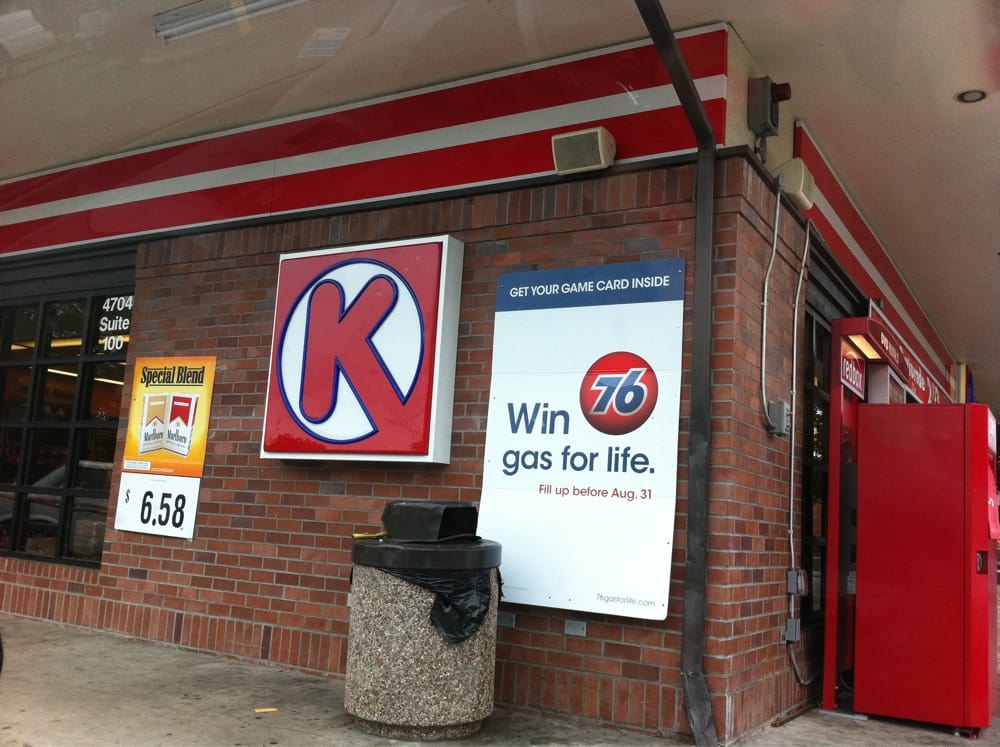 4704
Suite
100
Special Blend
Marlboro
Marlboro
$ 6.58
K
GET YOUR GAME CARD INSIDE
76
Win
gas for life.
Fill up before Aug. 31
76gasforlife.com
redbox